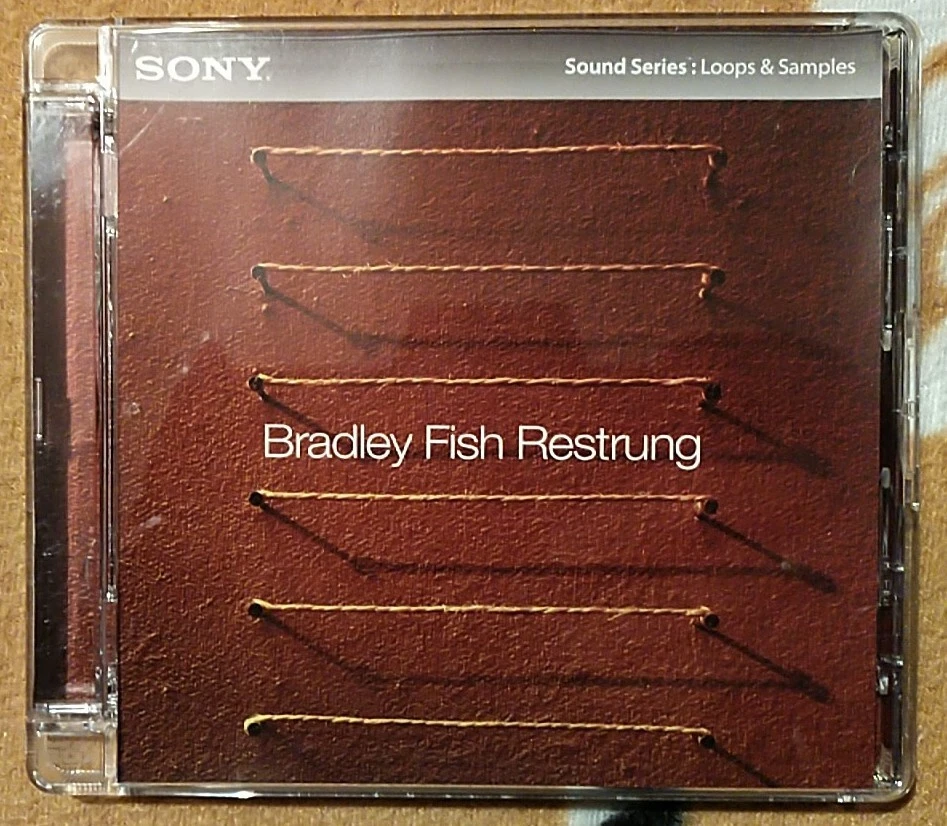 SONY.
Sound Series: Loops & Samples
Bradley Fish Restrung